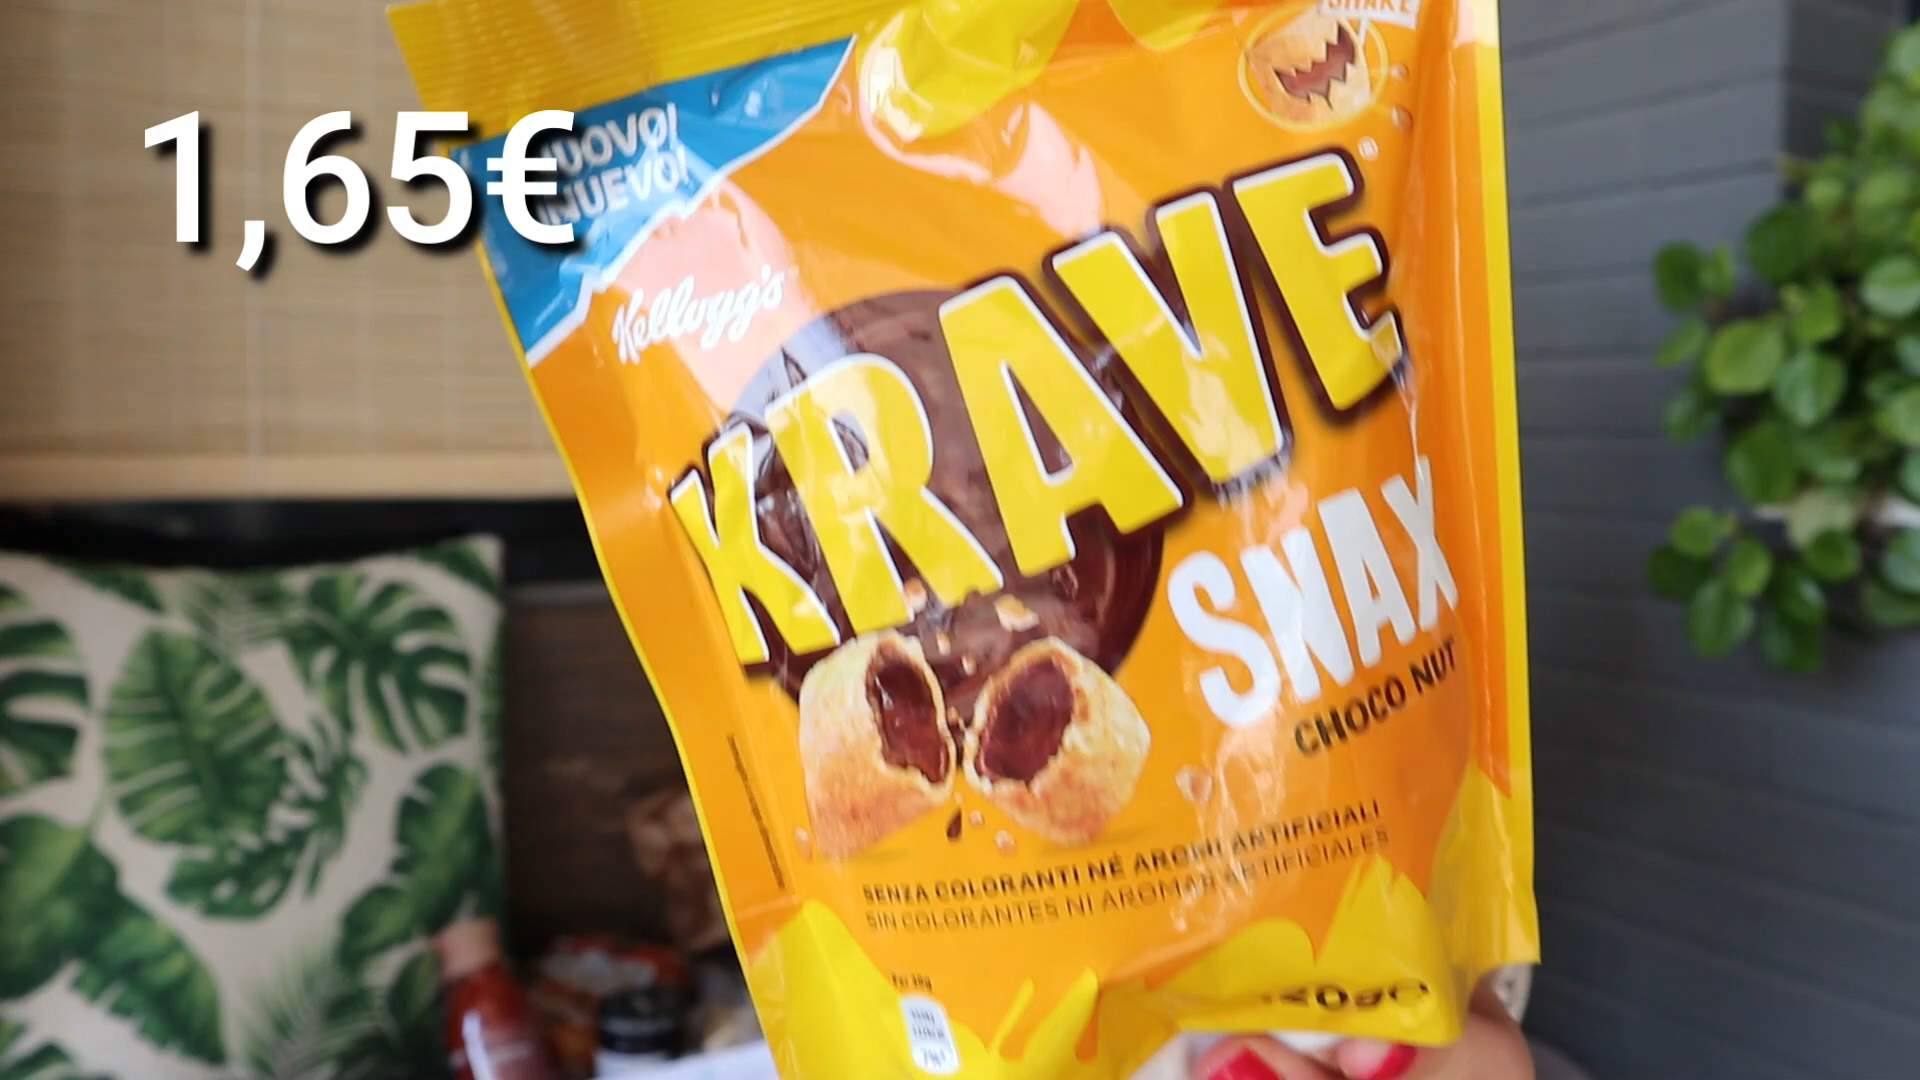 SHAKE
1,65€
NUOVO!
¡NUEVO!
Kellogg's
KRAVE®
SNAX
CHOCO NUT
SENZA COLORANTI NÉ AROMI ARTIFICIALI
SIN COLORANTES NI AROMAS ARTIFICIALES